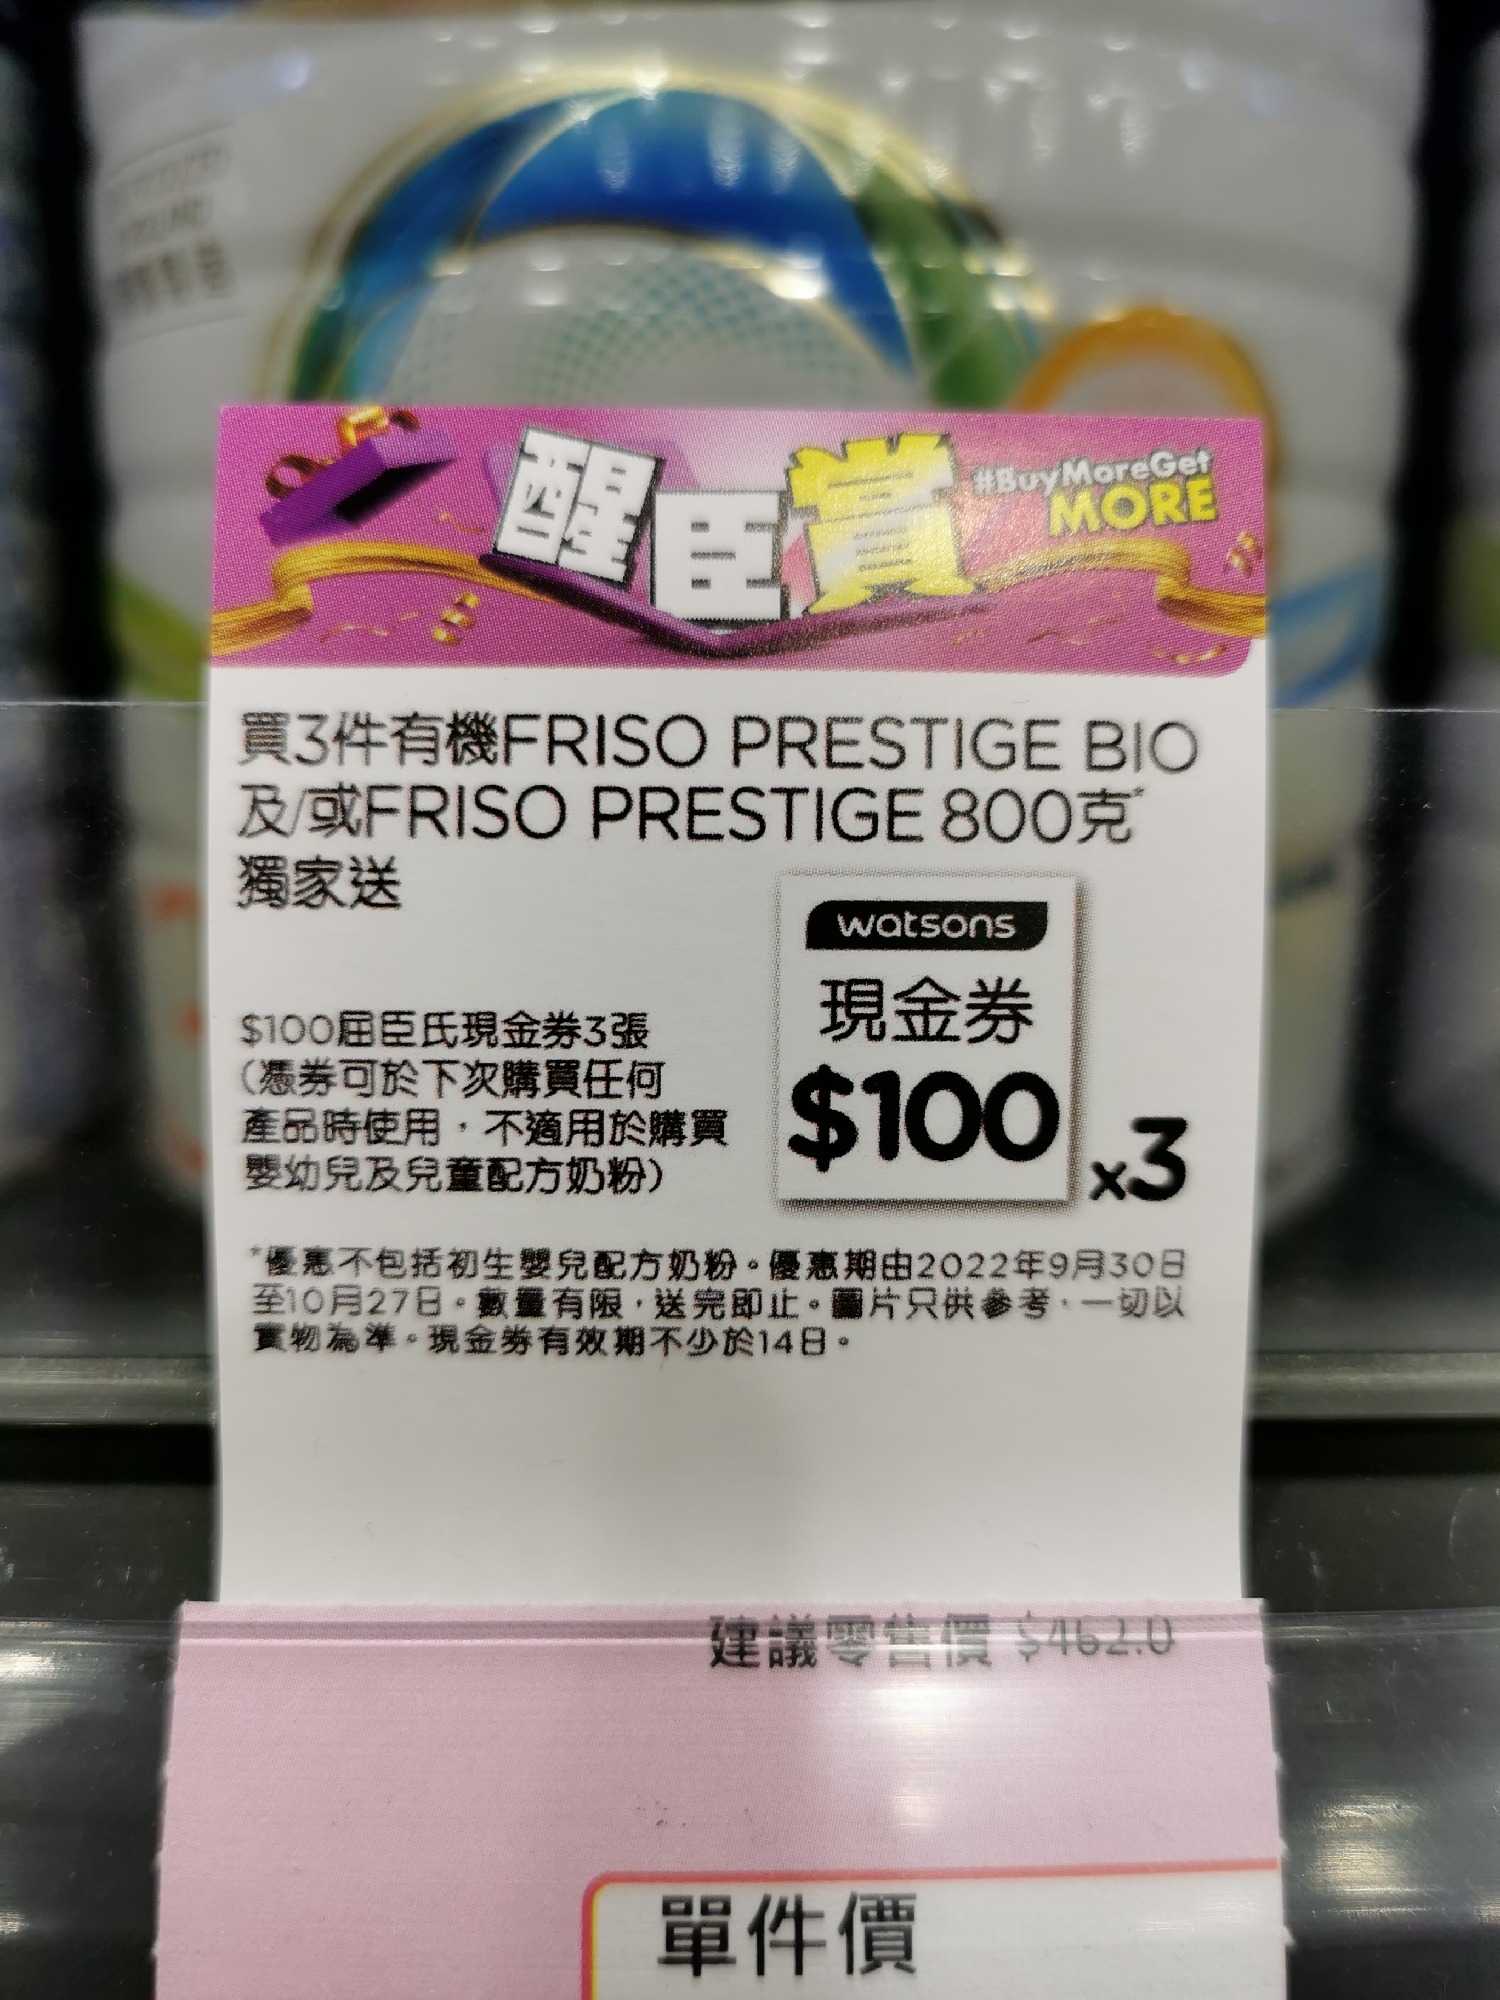 醒臣賞
#BuyMoreGet
MORE
買3件有機FRISO PRESTIGE BIO
及/或FRISO PRESTIGE 800克*
獨家送
$100屈臣氏現金券3張
(憑券可於下次購買任何
產品時使用，不適用於購買
嬰幼兒及兒童配方奶粉)
watsons
現金券
$100
x3
*優惠不包括初生嬰兒配方奶粉。優惠期由2022年9月30日
至10月27日。數量有限，送完即止。圖片只供參考，一切以
實物為準。現金券有效期不少於14日。
建議零售價 $462.0
單件價